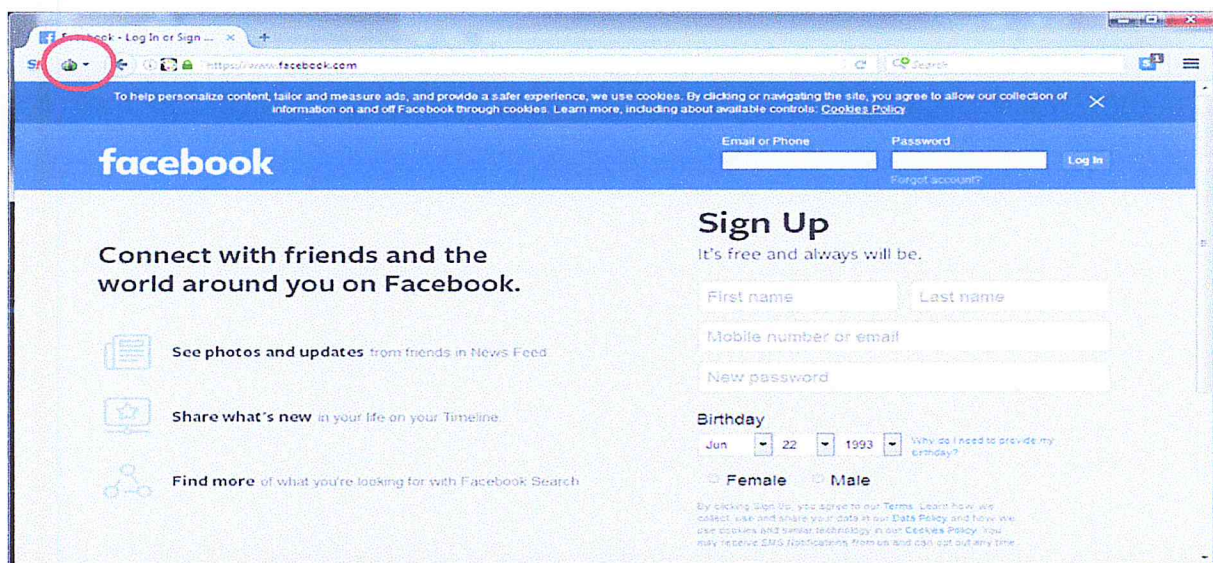 Facebook - Log In or Sign ...
https://www.facebook.com
Search
1
To help personalize content, tailor and measure ads, and provide a safer experience, we use cookies. By clicking or navigating the site, you agree to allow our collection of
information on and off Facebook through cookies. Learn more, including about available controls: Cookies Policy
facebook
Email or Phone
Password
Log In
Forgot account?
Sign Up
Connect with friends and the
world around you on Facebook.
It's free and always will be.
First name
Last name
Mobile number or email
See photos and updates from friends in News Feed
New password
Share what's new in your life on your Timeline
Birthday
Jun 22 1993
Why do I need to provide my
birthday?
Find more of what you're looking for with Facebook Search
Female Male
By clicking Sign Up, you agree to our Terms. Learn how we
collect, use and share your data in our Data Policy and how we
use cookies and similar technology in our Cookies Policy. You
may receive SMS Notifications from us and can opt out any time.